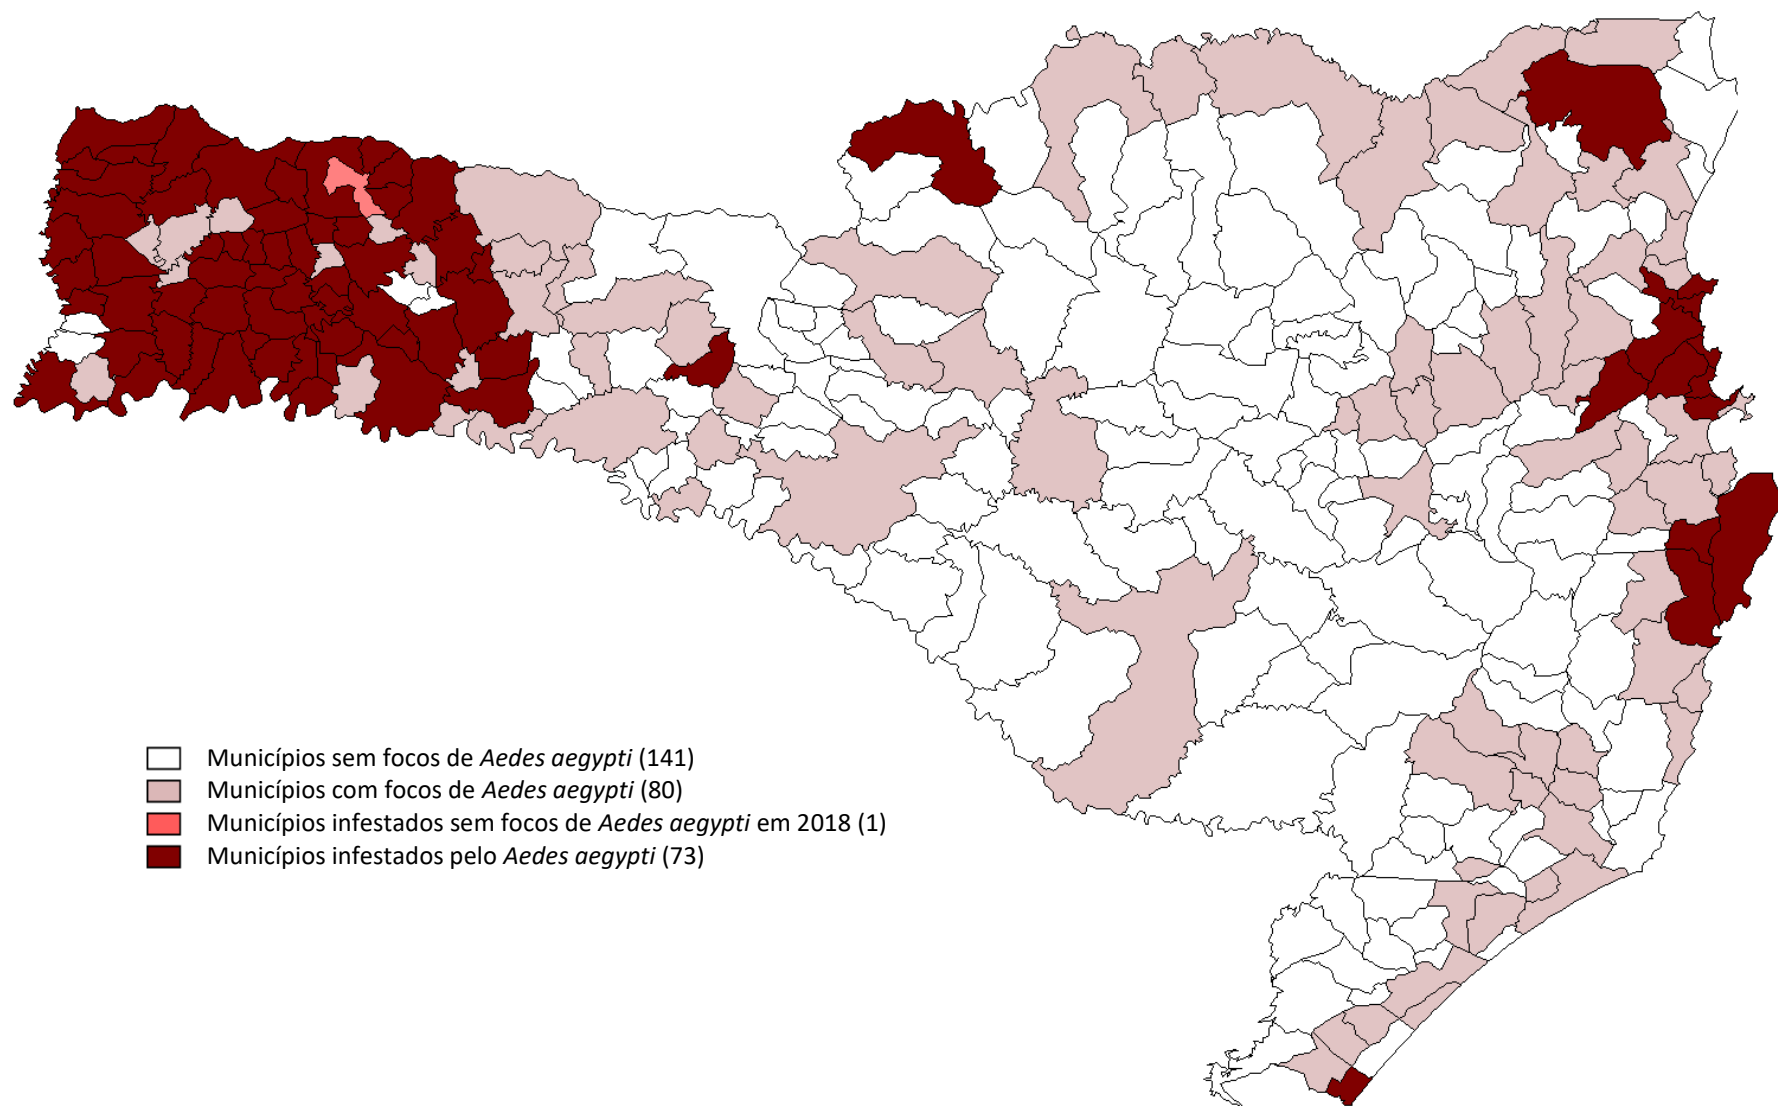 Municípios sem focos de Aedes aegypti (141)
Municípios com focos de Aedes aegypti (80)
Municípios infestados sem focos de Aedes aegypti em 2018 (1)
Municípios infestados pelo Aedes aegypti (73)